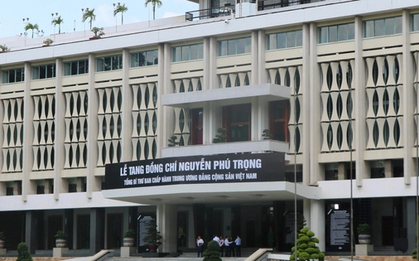 LỄ TANG ĐỒNG CHÍ NGUYỄN PHÚ TRỌNG
TỔNG BÍ THƯ BAN CHẤP HÀNH TRUNG ƯƠNG ĐẢNG CỘNG SẢN VIỆT NAM